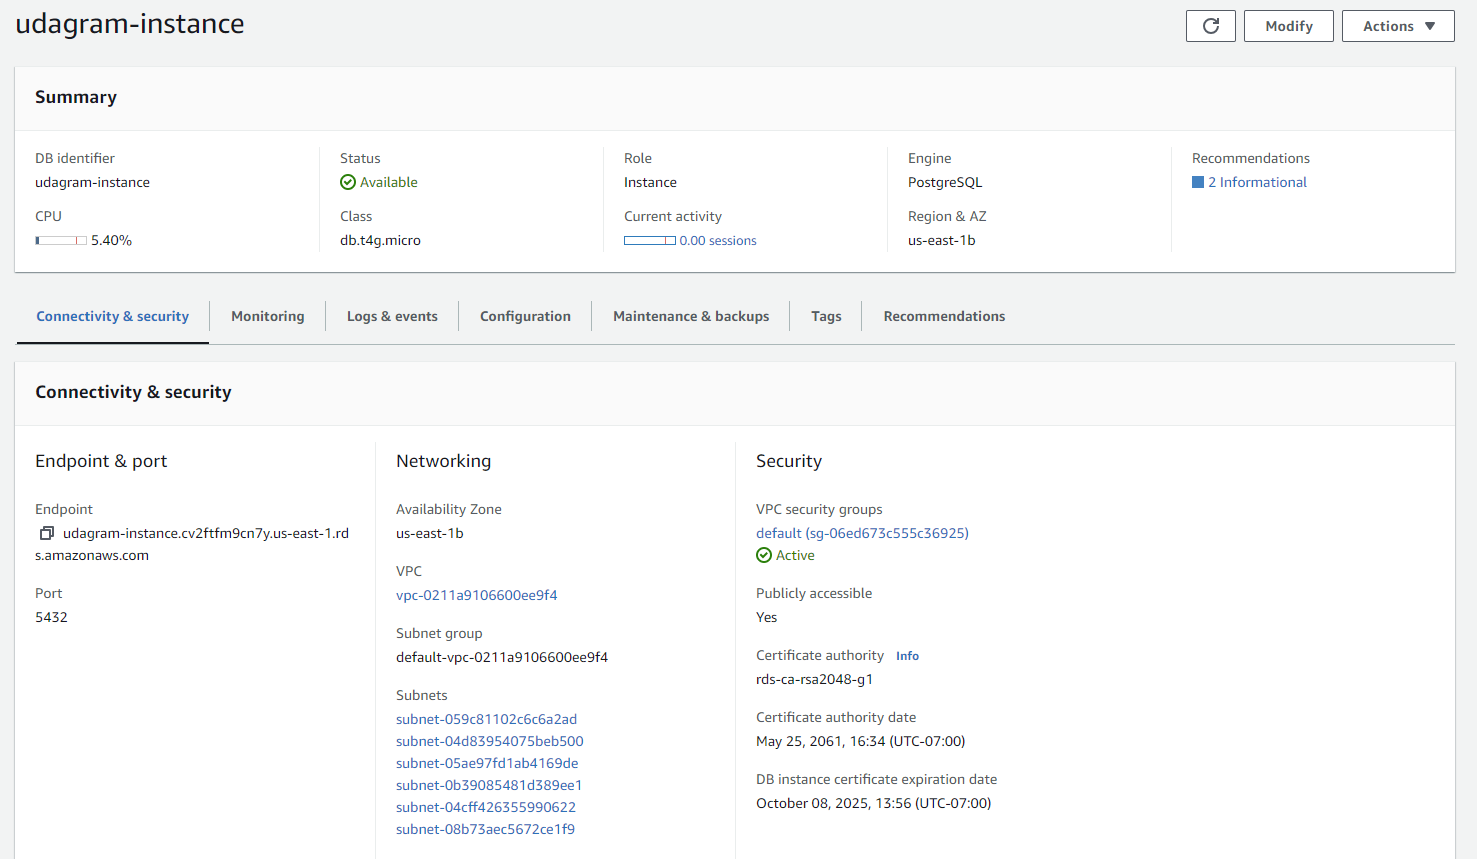 udagram-instance
Modify
Actions
Summary
DB identifier
udagram-instance
Status
Available
Role
Instance
Engine
PostgreSQL
Recommendations
2 Informational
CPU
5.40%
Class
db.t4g.micro
Current activity
0.00 sessions
Region & AZ
us-east-1b
Connectivity & security
Monitoring
Logs & events
Configuration
Maintenance & backups
Tags
Recommendations
Connectivity & security
Endpoint & port
Endpoint
udagram-instance.cv2ftfm9cn7y.us-east-1.rd
s.amazonaws.com
Port
5432
Networking
Availability Zone
us-east-1b
VPC
vpc-0211a9106600ee9f4
Subnet group
default-vpc-0211a9106600ee9f4
Subnets
subnet-059c81102c6c6a2ad
subnet-04d83954075beb500
subnet-05ae97fd1ab4169de
subnet-0b39085481d389ee1
subnet-04cff426355990622
subnet-08b73aec5672ce1f9
Security
VPC security groups
default (sg-06ed673c555c36925)
Active
Publicly accessible
Yes
Certificate authority Info
rds-ca-rsa2048-g1
Certificate authority date
May 25, 2061, 16:34 (UTC-07:00)
DB instance certificate expiration date
October 08, 2025, 13:56 (UTC-07:00)